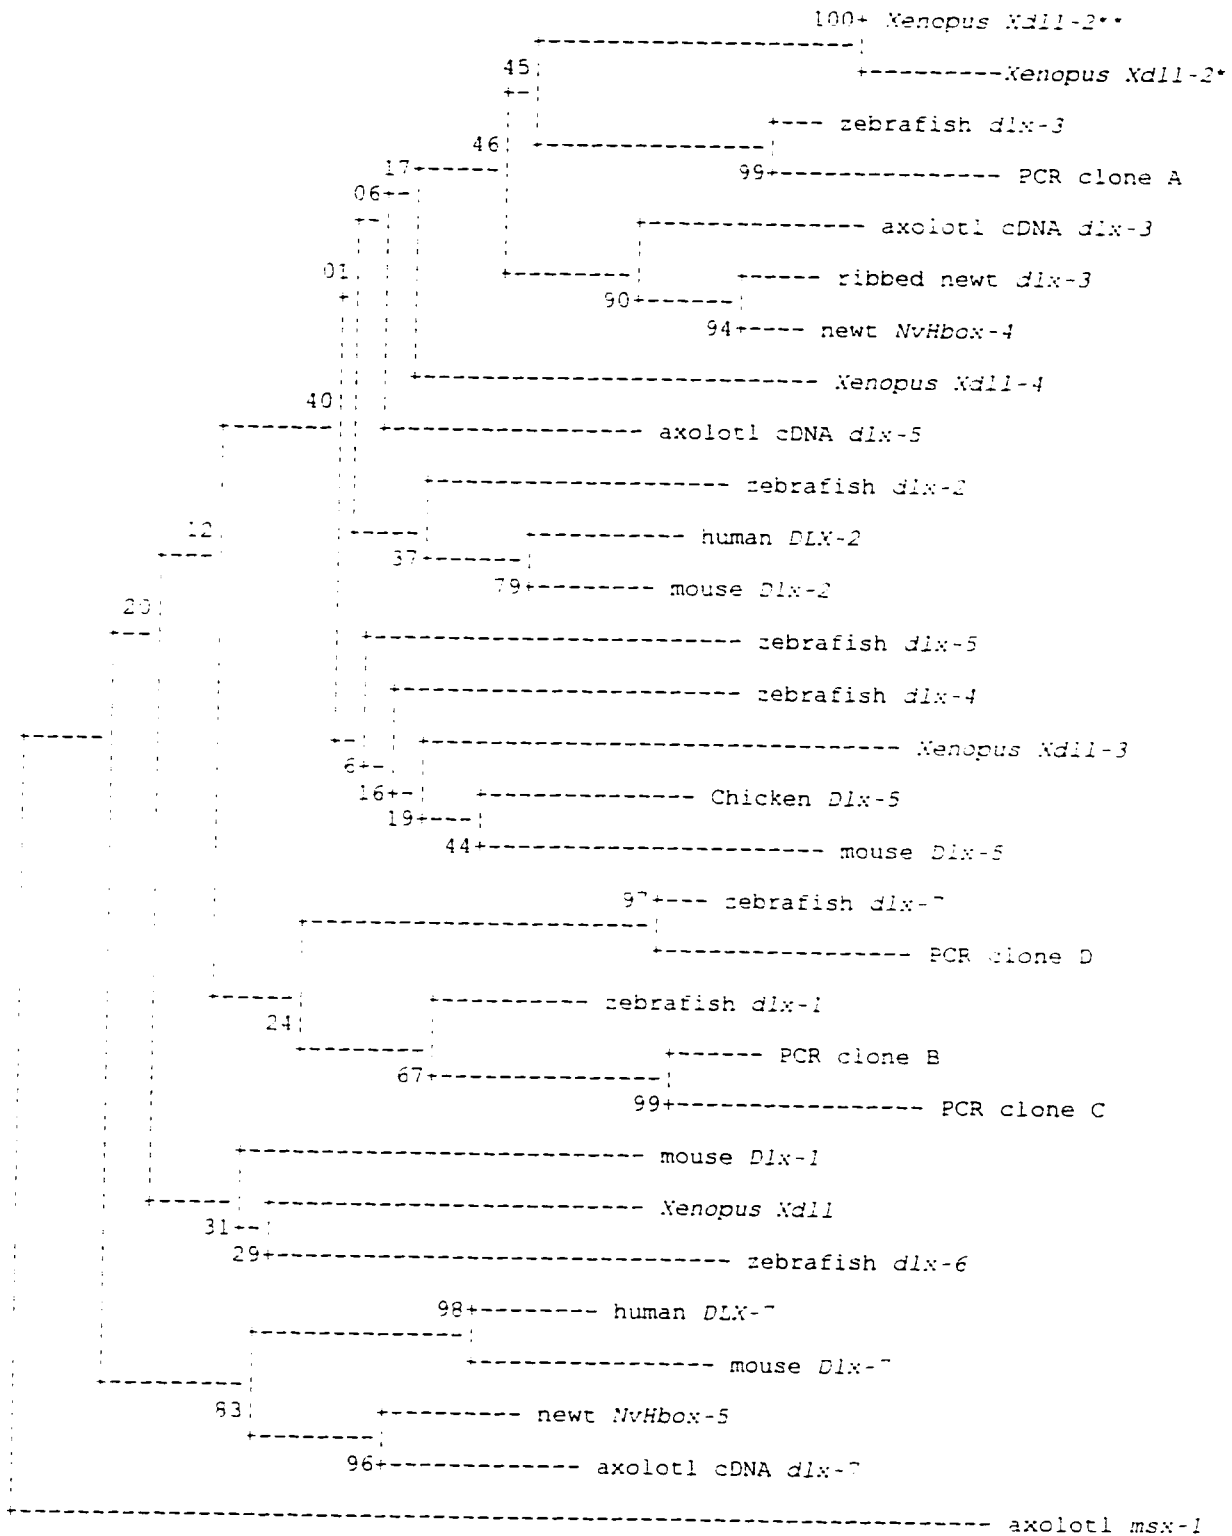 100 Xenopus Xdll-2**
45
Xenopus Xdll-2*
zebrafish dlx-3
46
17
99 PCR clone A
06
axolotl cDNA dlx-3
01
ribbed newt dlx-3
90
94 newt NvHbox-4
Xenopus Xdll-4
40
axolotl cDNA dlx-5
zebrafish dlx-2
12
human DLX-2
37
79 mouse Dlx-2
20
zebrafish dlx-5
zebrafish dlx-4
Xenopus Xdll-3
6
16 Chicken Dlx-5
19
44 mouse Dlx-5
97 zebrafish dlx-7
PCR clone D
zebrafish dlx-1
24
PCR clone B
67
99 PCR clone C
mouse Dlx-1
Xenopus Xdll
31
29 zebrafish dlx-6
98 human DLX-7
mouse Dlx-7
83
newt NvHbox-5
96 axolotl cDNA dlx-7
axolotl msx-1